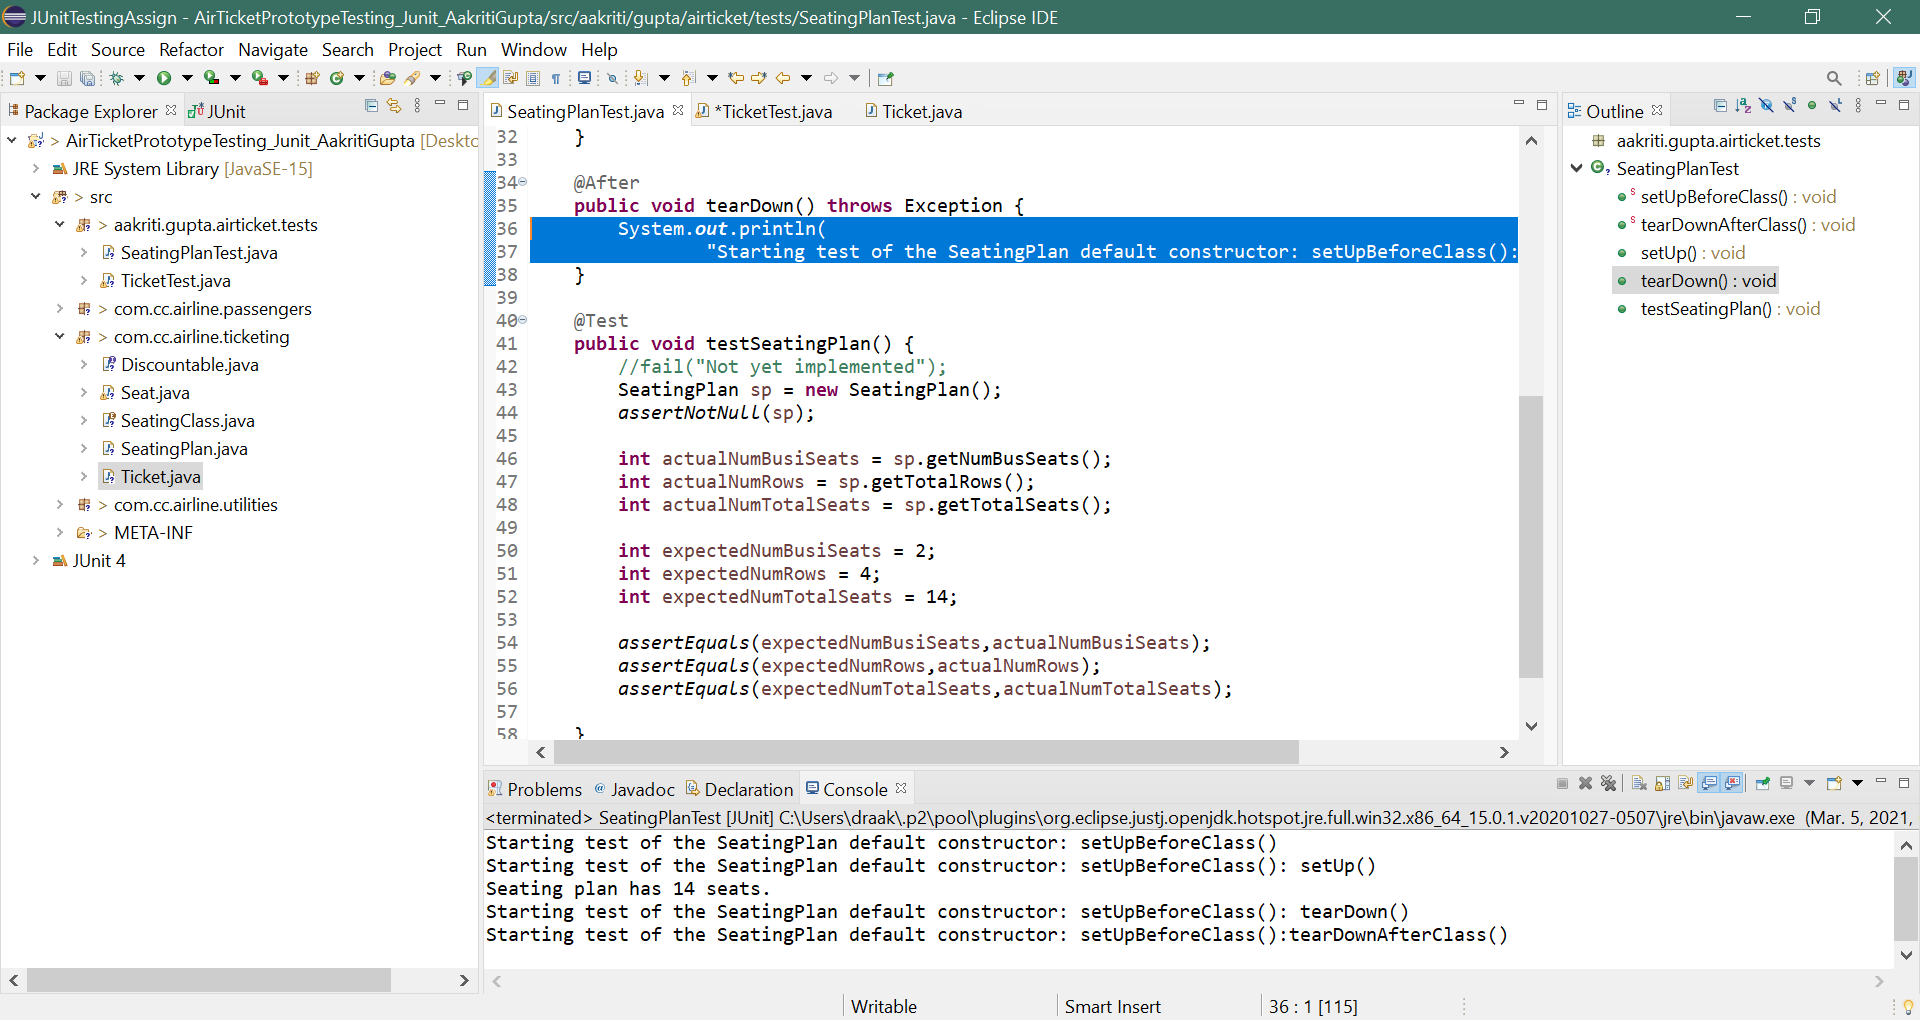 JUnitTestingAssign - AirTicketPrototypeTesting_Junit_AakritiGupta/src/aakriti/gupta/airticket/tests/SeatingPlanTest.java - Eclipse IDE
File Edit Source Refactor Navigate Search Project Run Window Help
Package Explorer JUnit
> AirTicketPrototypeTesting_Junit_AakritiGupta [Deskto
JRE System Library [JavaSE-15]
> src
> aakriti.gupta.airticket.tests
SeatingPlanTest.java
TicketTest.java
> com.cc.airline.passengers
> com.cc.airline.ticketing
Discountable.java
Seat.java
SeatingClass.java
SeatingPlan.java
Ticket.java
> com.cc.airline.utilities
> META-INF
JUnit 4
SeatingPlanTest.java *TicketTest.java Ticket.java
32 }
33
34 @After
35 public void tearDown() throws Exception {
36 System.out.println(
37 "Starting test of the SeatingPlan default constructor: setUpBeforeClass():
38 }
39
40 @Test
41 public void testSeatingPlan() {
42 //fail("Not yet implemented");
43 SeatingPlan sp = new SeatingPlan();
44 assertNotNull(sp);
45
46 int actualNumBusiSeats = sp.getNumBusSeats();
47 int actualNumRows = sp.getTotalRows();
48 int actualNumTotalSeats = sp.getTotalSeats();
49
50 int expectedNumBusiSeats = 2;
51 int expectedNumRows = 4;
52 int expectedNumTotalSeats = 14;
53
54 assertEquals(expectedNumBusiSeats,actualNumBusiSeats);
55 assertEquals(expectedNumRows,actualNumRows);
56 assertEquals(expectedNumTotalSeats,actualNumTotalSeats);
57
58 }
Outline
aakriti.gupta.airticket.tests
SeatingPlanTest
setUpBeforeClass() : void
tearDownAfterClass() : void
setUp() : void
tearDown() : void
testSeatingPlan() : void
Problems @ Javadoc Declaration Console
<terminated> SeatingPlanTest [JUnit] C:\Users\draak\.p2\pool\plugins\org.eclipse.justj.openjdk.hotspot.jre.full.win32.x86_64_15.0.1.v20201027-0507\jre\bin\javaw.exe (Mar. 5, 2021,
Starting test of the SeatingPlan default constructor: setUpBeforeClass()
Starting test of the SeatingPlan default constructor: setUpBeforeClass(): setUp()
Seating plan has 14 seats.
Starting test of the SeatingPlan default constructor: setUpBeforeClass(): tearDown()
Starting test of the SeatingPlan default constructor: setUpBeforeClass():tearDownAfterClass()
Writable Smart Insert 36 : 1 [115]